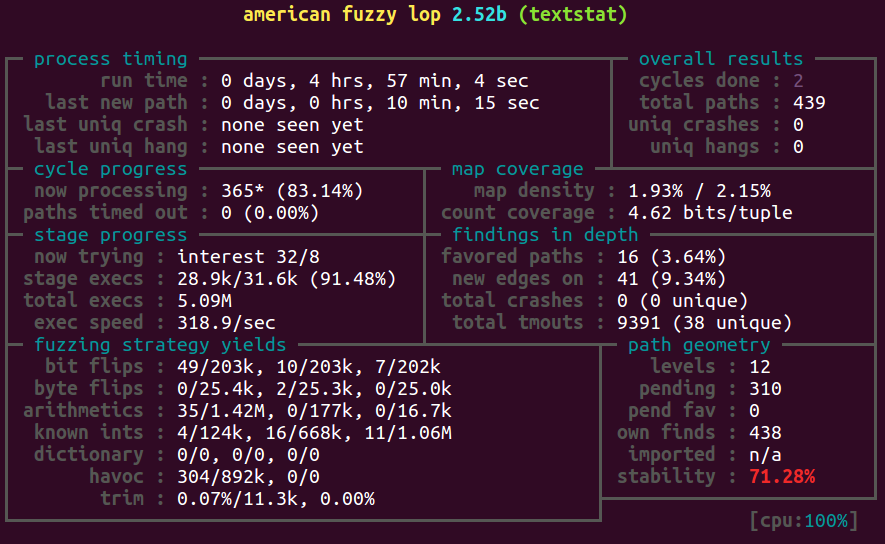 american fuzzy lop 2.52b (textstat)
process timing overall results
run time : 0 days, 4 hrs, 57 min, 4 sec cycles done : 2
last new path : 0 days, 0 hrs, 10 min, 15 sec total paths : 439
last uniq crash : none seen yet uniq crashes : 0
last uniq hang : none seen yet uniq hangs : 0
cycle progress map coverage
now processing : 365* (83.14%) map density : 1.93% / 2.15%
paths timed out : 0 (0.00%) count coverage : 4.62 bits/tuple
stage progress findings in depth
now trying : interest 32/8 favored paths : 16 (3.64%)
stage execs : 28.9k/31.6k (91.48%) new edges on : 41 (9.34%)
total execs : 5.09M total crashes : 0 (0 unique)
exec speed : 318.9/sec total tmouts : 9391 (38 unique)
fuzzing strategy yields path geometry
bit flips : 49/203k, 10/203k, 7/202k levels : 12
byte flips : 0/25.4k, 2/25.3k, 0/25.0k pending : 310
arithmetics : 35/1.42M, 0/177k, 0/16.7k pend fav : 0
known ints : 4/124k, 16/668k, 11/1.06M own finds : 438
dictionary : 0/0, 0/0, 0/0 imported : n/a
havoc : 304/892k, 0/0 stability : 71.28%
trim : 0.07%/11.3k, 0.00%
[cpu:100%]